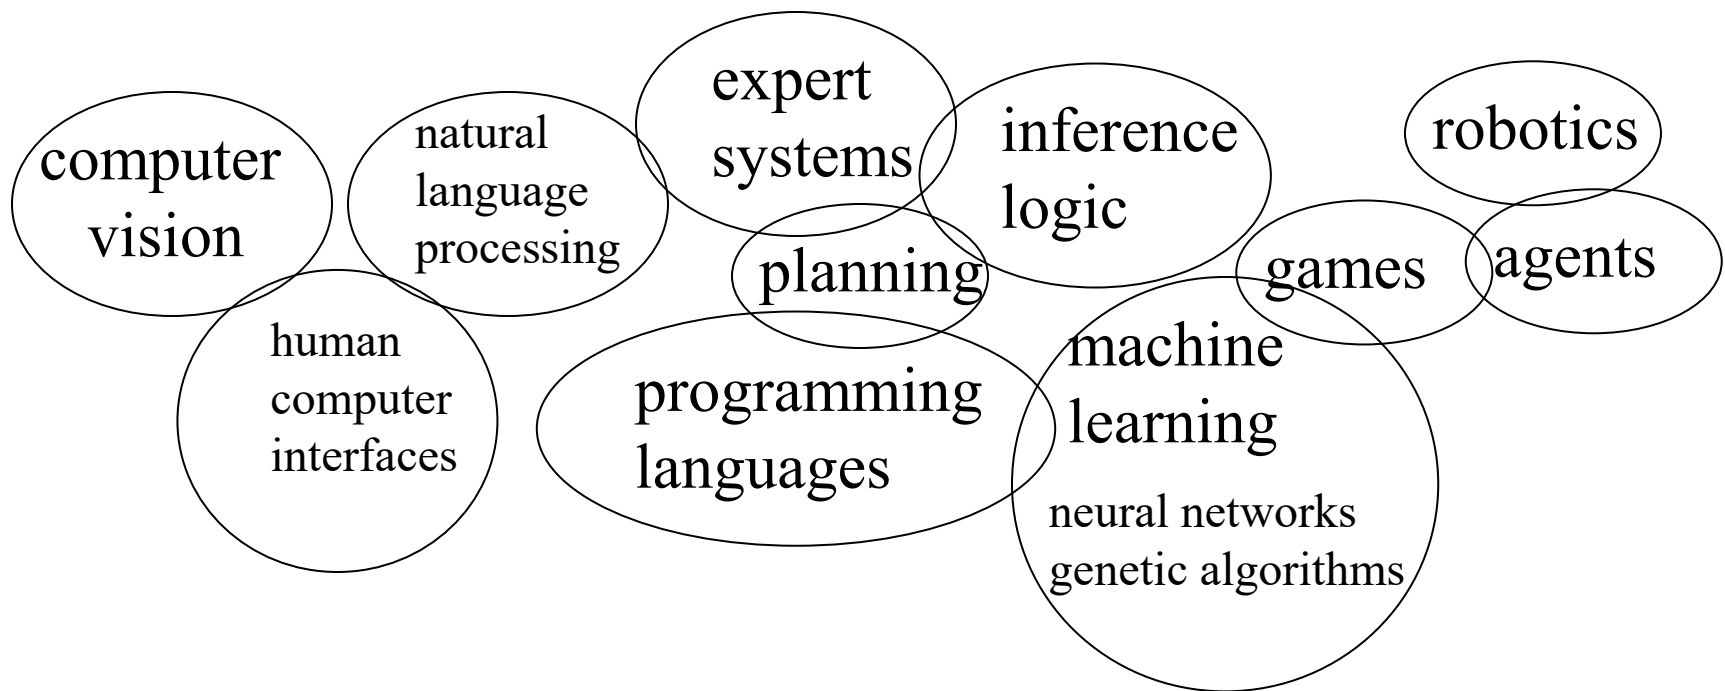 computer
vision
natural
language
processing
expert
systems
inference
logic
robotics
human
computer
interfaces
planning
games
agents
programming
languages
machine
learning
neural networks
genetic algorithms